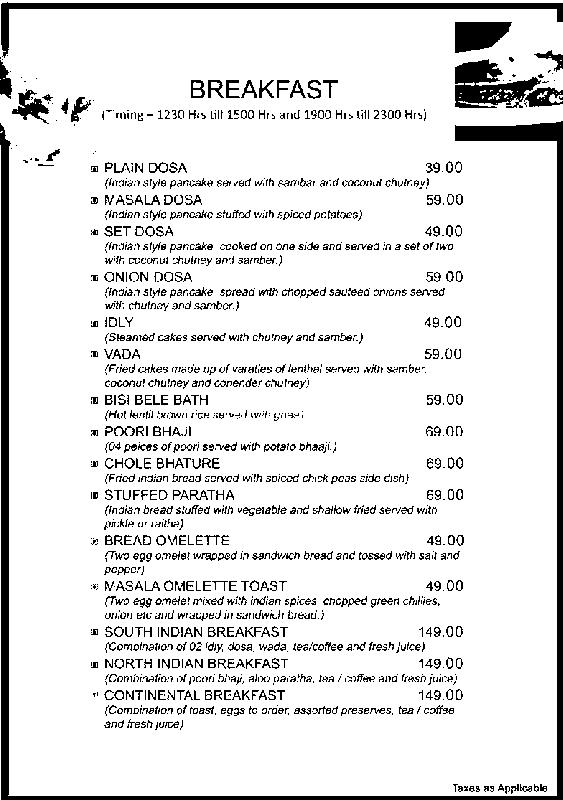 BREAKFAST
(Timing – 1230 Hrs till 1500 Hrs and 1900 Hrs till 2300 Hrs)
PLAIN DOSA 39.00
(Indian style pancake served with sambar and coconut chutney)
MASALA DOSA 59.00
(Indian style pancake stuffed with spiced potatoes)
SET DOSA 49.00
(Indian style pancake cooked on one side and served in a set of two
with coconut chutney and samber.)
ONION DOSA 59.00
(Indian style pancake spread with chopped sauteed onions served
with chutney and samber.)
IDLY 49.00
(Steamed cakes served with chutney and samber.)
VADA 59.00
(Fried cakes made up of varaties of lenthel served with samber,
coconut chutney and coriender chutney)
BISI BELE BATH 59.00
(Hot lentil brown rice served with ghee)
POORI BHAJI 69.00
(04 peices of poori served with potato bhaaji.)
CHOLE BHATURE 69.00
(Fried indian bread served with spiced chick peas side dish)
STUFFED PARATHA 69.00
(Indian bread stuffed with vegetable and shallow fried served with
pickle or raitha)
BREAD OMELETTE 49.00
(Two egg omelet wrapped in sandwich bread and tossed with salt and
pepper)
MASALA OMELETTE TOAST 49.00
(Two egg omelet mixed with indian spices chopped green chillies,
onion etc and wrapped in sandwich bread.)
SOUTH INDIAN BREAKFAST 149.00
(Combination of 02 idly, dosa, wada, tea/coffee and fresh juice)
NORTH INDIAN BREAKFAST 149.00
(Combination of poori bhaji, aloo paratha, tea / coffee and fresh juice)
CONTINENTAL BREAKFAST 149.00
(Combination of toast, eggs to order, assorted preserves, tea / coffee
and fresh juice)
Taxes as Applicable